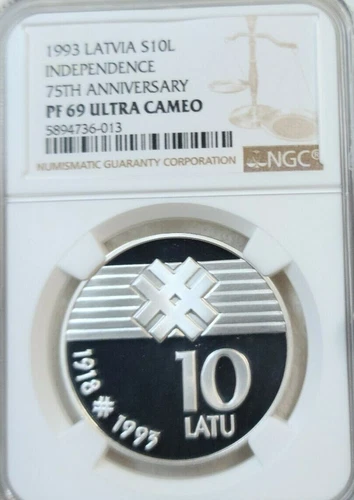 1993 LATVIA S10L
INDEPENDENCE
75TH ANNIVERSARY
PF 69 ULTRA CAMEO
5894736-013
NUMISMATIC GUARANTY CORPORATION
NGC®
10
LATU
1918 1993